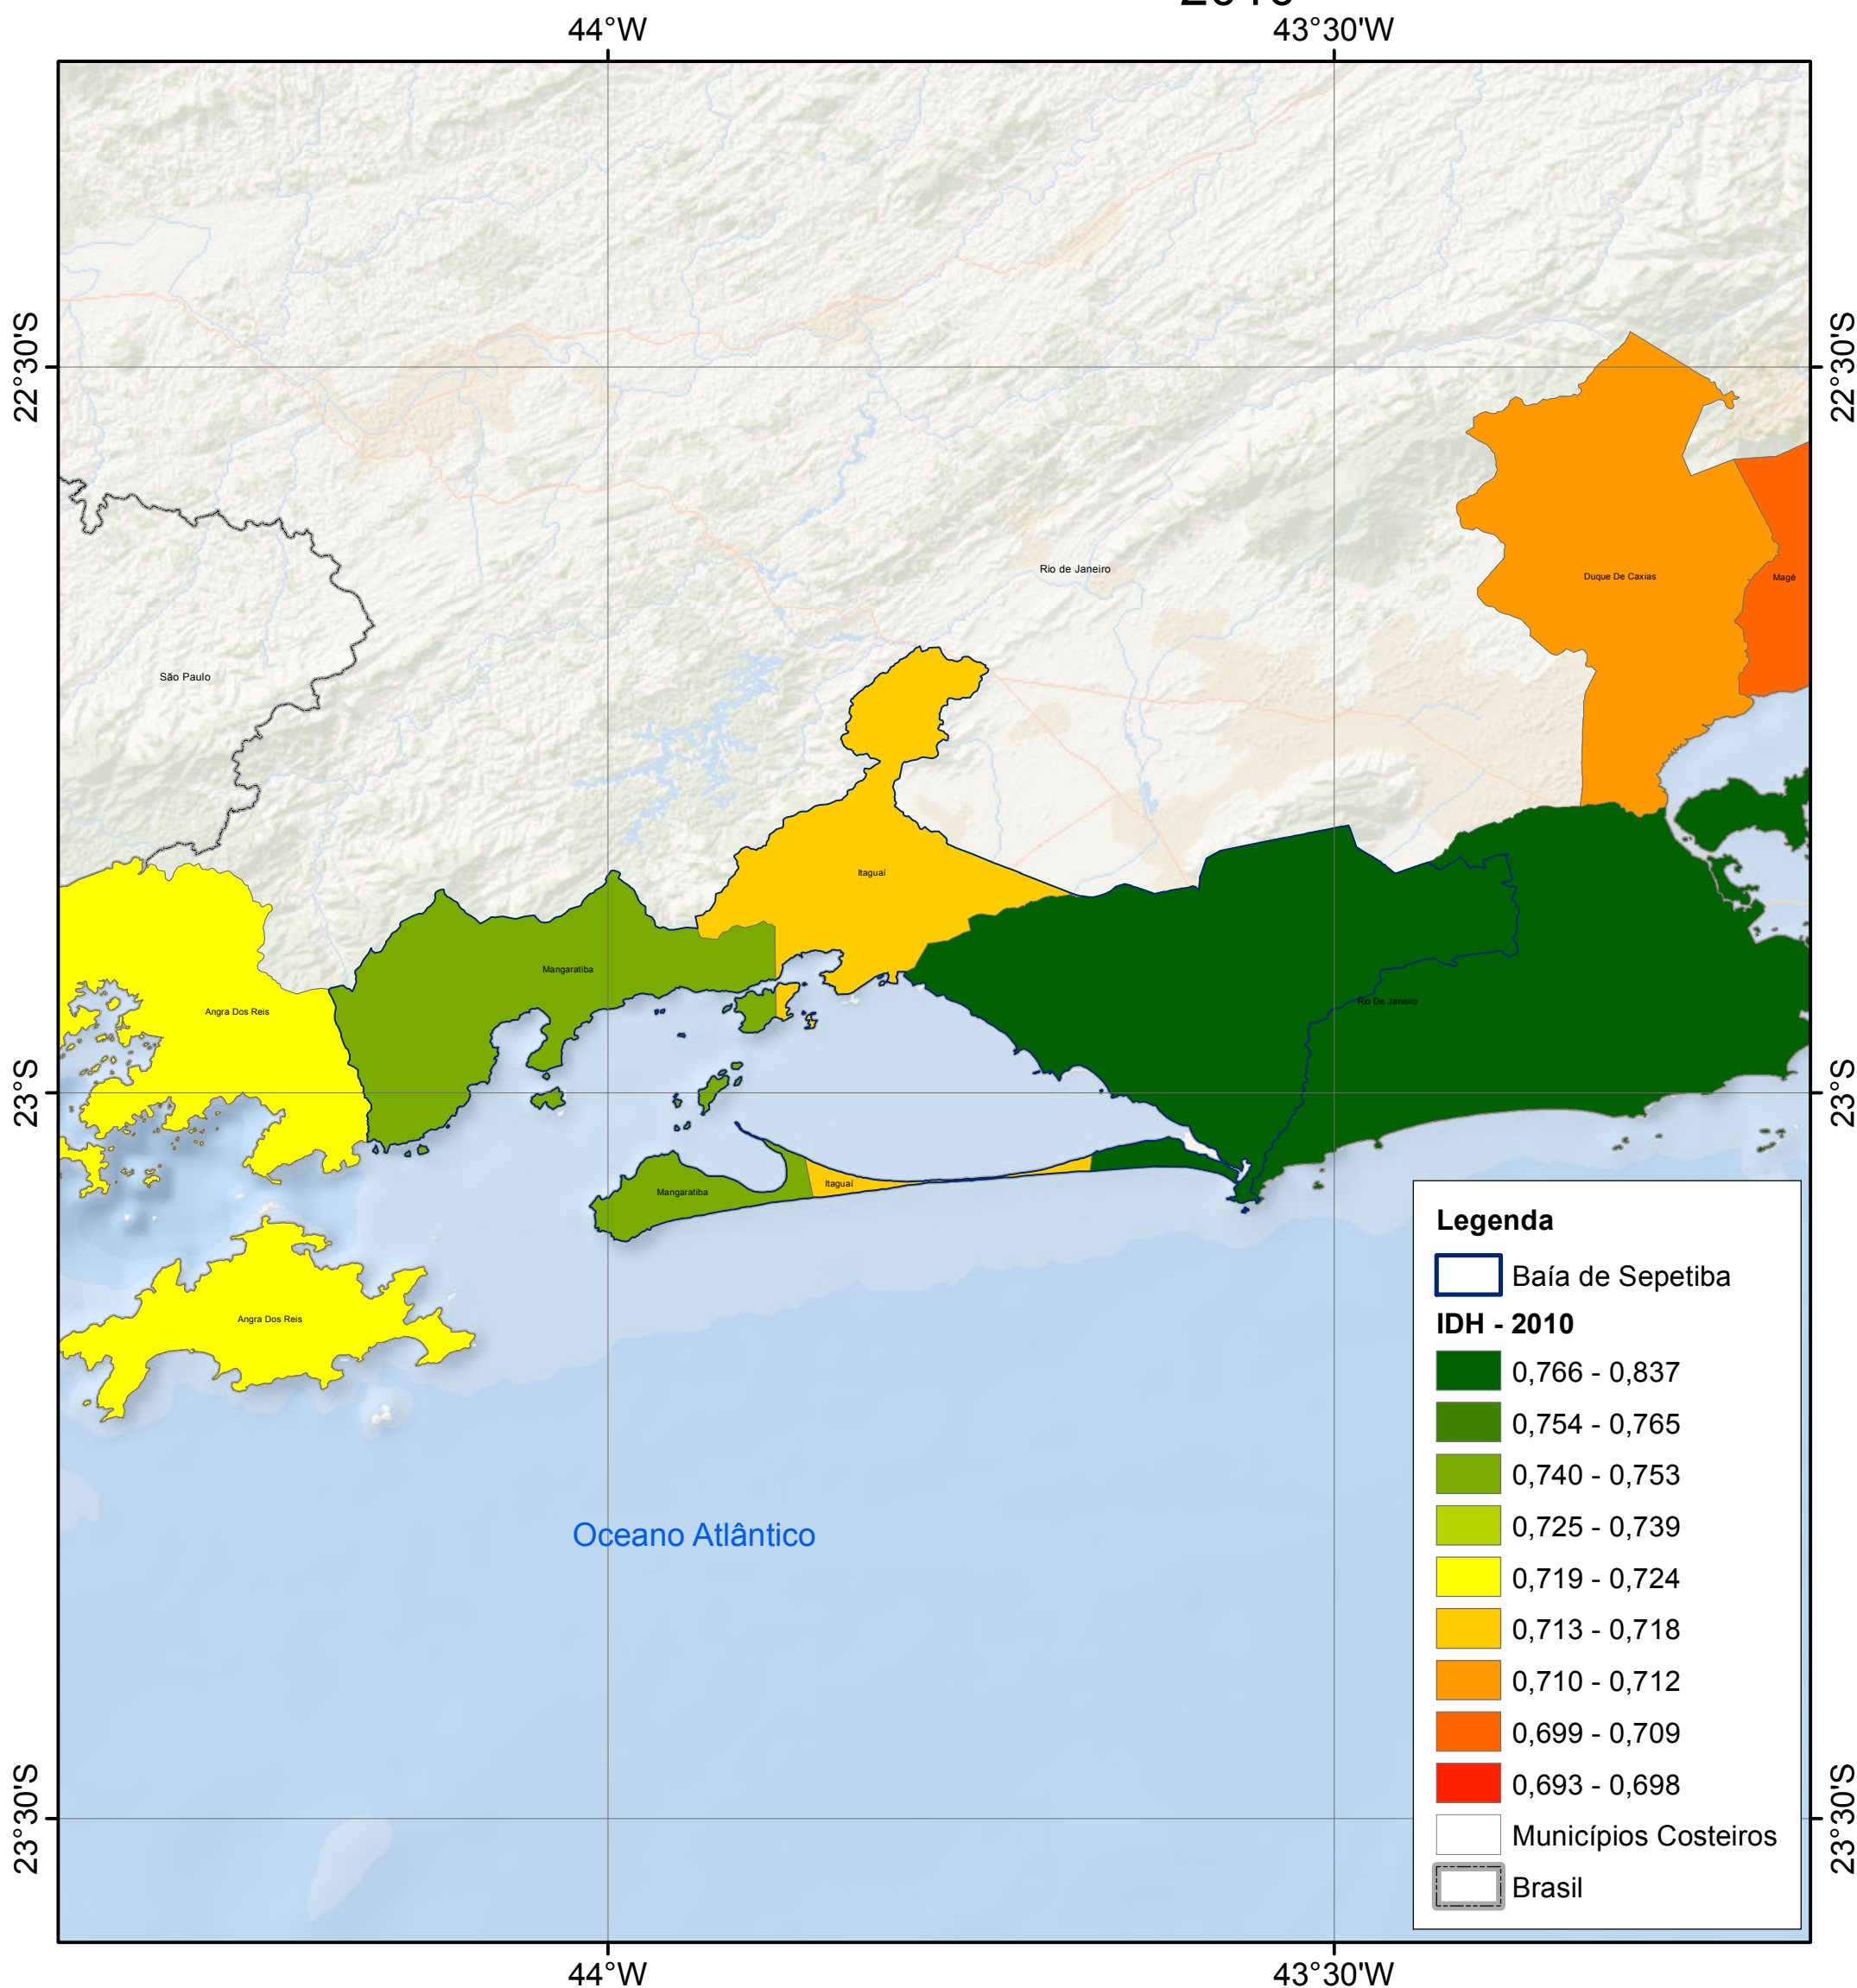 44°W
43°30'W
22°30'S
22°30'S
Rio de Janeiro
Duque De Caxias
Magé
São Paulo
Itaguaí
Mangaratiba
Rio De Janeiro
Angra Dos Reis
23°S
23°S
Mangaratiba
Itaguaí
Angra Dos Reis
Legenda
Baía de Sepetiba
IDH - 2010
0,766 - 0,837
0,754 - 0,765
0,740 - 0,753
0,725 - 0,739
0,719 - 0,724
0,713 - 0,718
0,710 - 0,712
0,699 - 0,709
0,693 - 0,698
Municípios Costeiros
Brasil
Oceano Atlântico
23°30'S
23°30'S
44°W
43°30'W